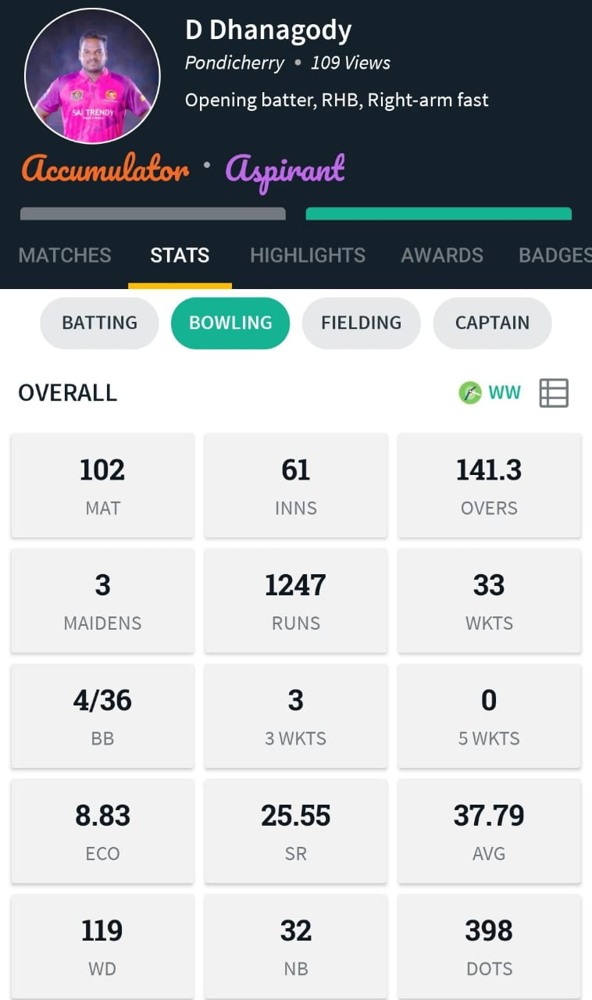 D Dhanagody
Pondicherry • 109 Views
Opening batter, RHB, Right-arm fast
SAI TRENDY
Accumulator • Aspirant
MATCHES STATS HIGHLIGHTS AWARDS BADGES
BATTING BOWLING FIELDING CAPTAIN
OVERALL WW
102 61 141.3
MAT INNS OVERS
3 1247 33
MAIDENS RUNS WKTS
4/36 3 0
BB 3 WKTS 5 WKTS
8.83 25.55 37.79
ECO SR AVG
119 32 398
WD NB DOTS